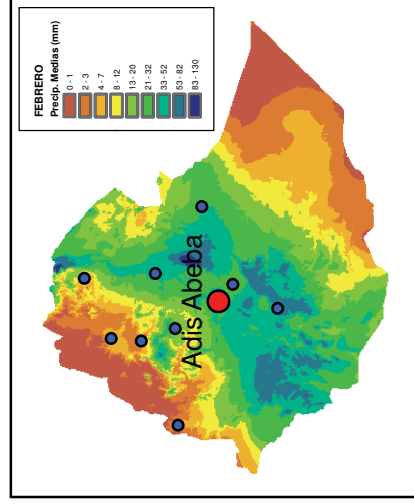 FEBRERO
Precip. Medias (mm)
0 - 1
2 - 3
4 - 7
8 - 12
13 - 20
21 - 32
33 - 52
53 - 82
83 - 130
Adis Abeba